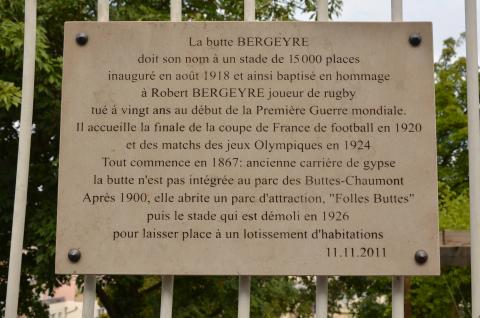 La butte BERGEYRE
doit son nom à un stade de 15000 places
inauguré en août 1918 et ainsi baptisé en hommage
à Robert BERGEYRE joueur de rugby
tué á vingt ans au début de la Première Guerre mondiale.
Il accueille la finale de la coupe de France de football en 1920
et des matchs des jeux Olympiques en 1924
Tout commence en 1867: ancienne carrière de gypse
la butte n'est pas intégrée au parc des Buttes-Chaumont
Après 1900, elle abrite un parc d'attraction, "Folles Buttes"
puis le stade qui est démoli en 1926
pour laisser place à un lotissement d'habitations
11.11.2011